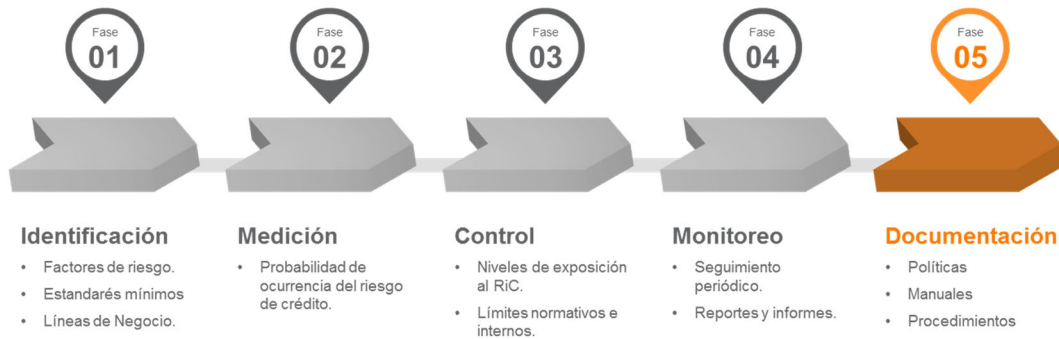 Fase
01
Fase
02
Fase
03
Fase
04
Fase
05
Identificación
• Factores de riesgo.
• Estandarés mínimos
• Líneas de Negocio.
Medición
• Probabilidad de
ocurrencia del riesgo
de crédito.
Control
• Niveles de exposición
al RiC.
• Límites normativos e
internos.
Monitoreo
• Seguimiento
periódico.
• Reportes y informes.
Documentación
• Políticas
• Manuales
• Procedimientos